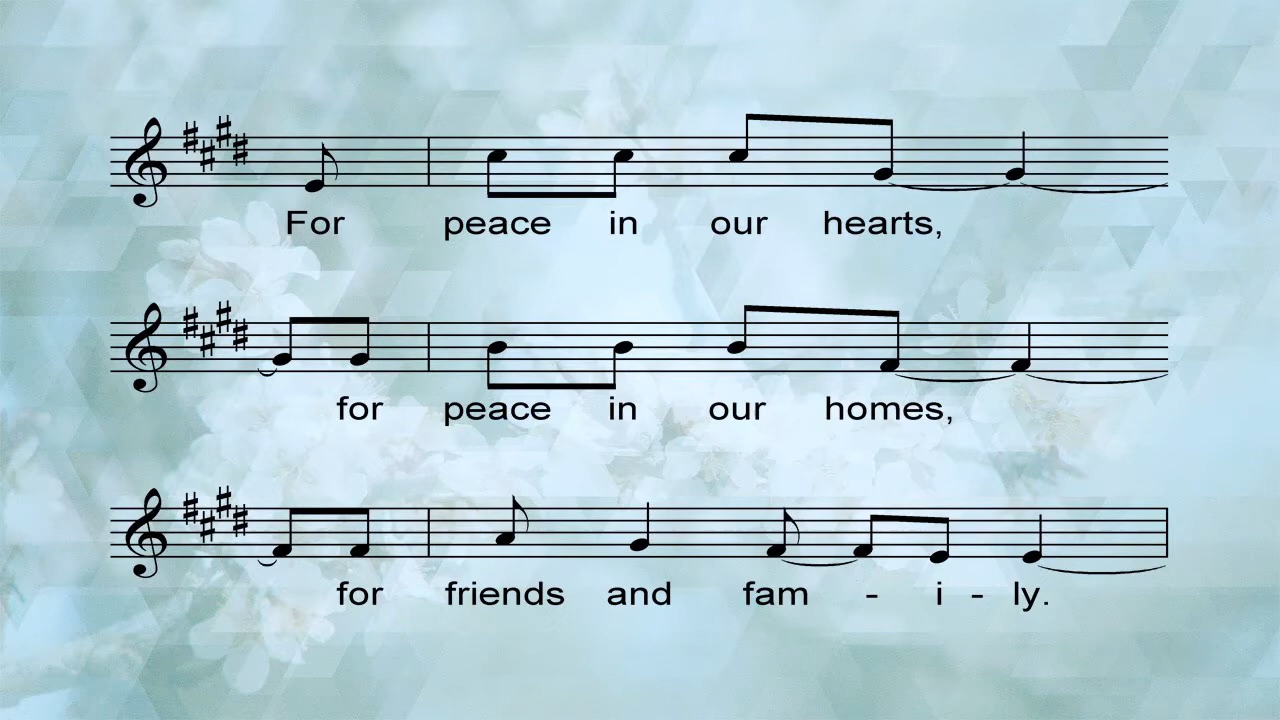 For peace in our hearts,
for peace in our homes,
for friends and fam - i - ly.